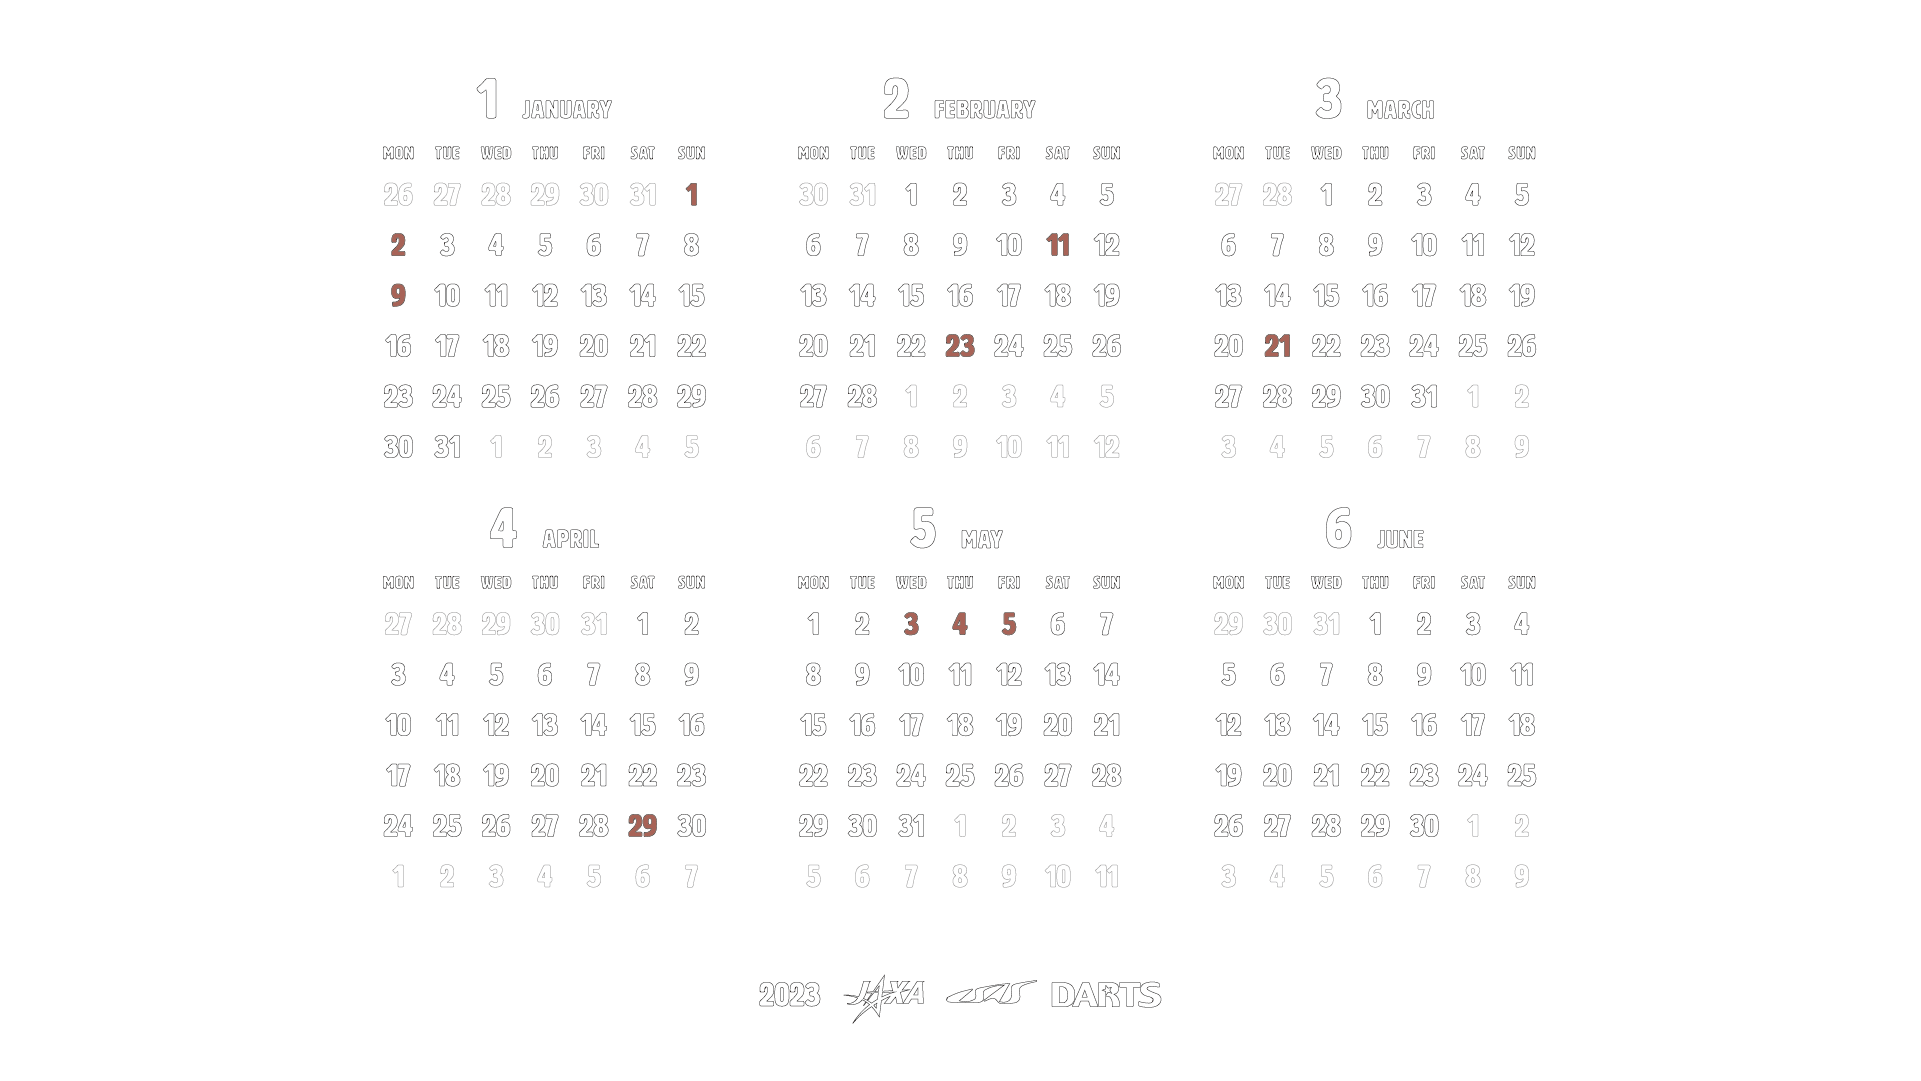 1 JANUARY
MON TUE WED THU FRI SAT SUN
26 27 28 29 30 31 1
2 3 4 5 6 7 8
9 10 11 12 13 14 15
16 17 18 19 20 21 22
23 24 25 26 27 28 29
30 31 1 2 3 4 5
2 FEBRUARY
MON TUE WED THU FRI SAT SUN
30 31 1 2 3 4 5
6 7 8 9 10 11 12
13 14 15 16 17 18 19
20 21 22 23 24 25 26
27 28 1 2 3 4 5
6 7 8 9 10 11 12
3 MARCH
MON TUE WED THU FRI SAT SUN
27 28 1 2 3 4 5
6 7 8 9 10 11 12
13 14 15 16 17 18 19
20 21 22 23 24 25 26
27 28 29 30 31 1 2
3 4 5 6 7 8 9
4 APRIL
MON TUE WED THU FRI SAT SUN
27 28 29 30 31 1 2
3 4 5 6 7 8 9
10 11 12 13 14 15 16
17 18 19 20 21 22 23
24 25 26 27 28 29 30
1 2 3 4 5 6 7
5 MAY
MON TUE WED THU FRI SAT SUN
1 2 3 4 5 6 7
8 9 10 11 12 13 14
15 16 17 18 19 20 21
22 23 24 25 26 27 28
29 30 31 1 2 3 4
5 6 7 8 9 10 11
6 JUNE
MON TUE WED THU FRI SAT SUN
29 30 31 1 2 3 4
5 6 7 8 9 10 11
12 13 14 15 16 17 18
19 20 21 22 23 24 25
26 27 28 29 30 1 2
3 4 5 6 7 8 9
2023 JAXA ISAS DARTS